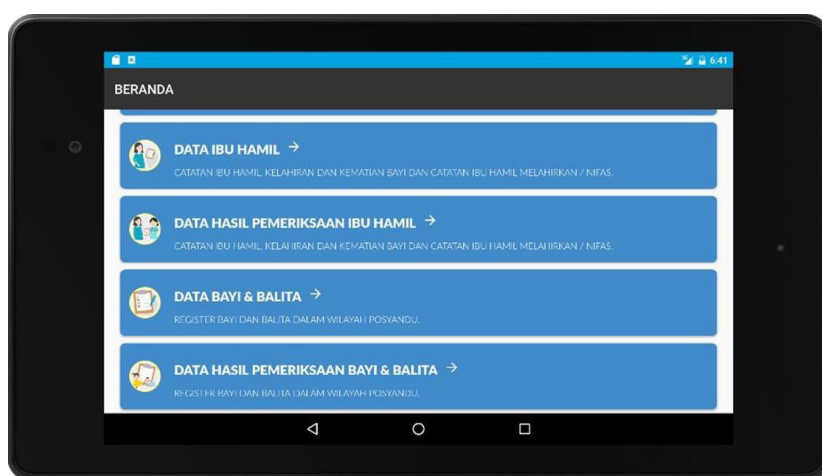 6:41
BERANDA
DATA IBU HAMIL →
CATATAN IBU HAMIL, KELAHIRAN DAN KEMATIAN BAYI DAN CATATAN IBU HAMIL MELAHIRKAN / NIFAS.
DATA HASIL PEMERIKSAAN IBU HAMIL →
CATATAN IBU HAMIL, KELAHIRAN DAN KEMATIAN BAYI DAN CATATAN IBU HAMIL MELAHIRKAN / NIFAS.
DATA BAYI & BALITA →
REGISTER BAYI DAN BALITA DALAM WILAYAH POSYANDU.
DATA HASIL PEMERIKSAAN BAYI & BALITA →
REGISTER BAYI DAN BALITA DALAM WILAYAH POSYANDU.